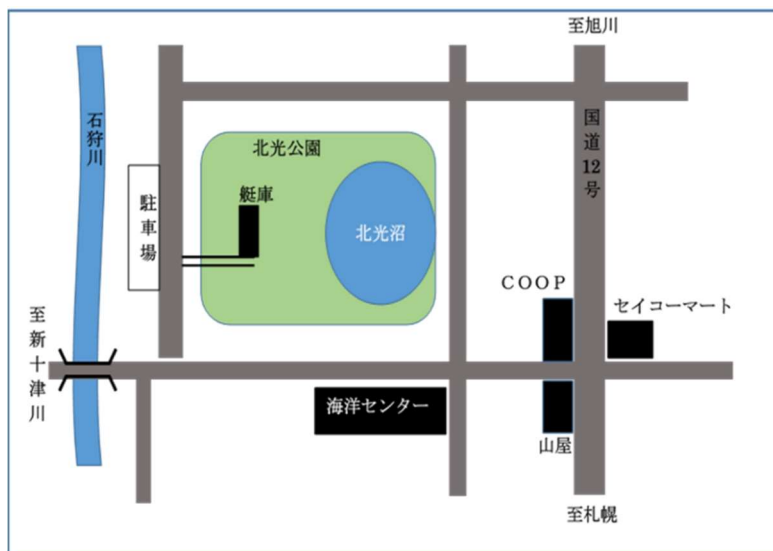 至旭川
石狩川
国道12号
北光公園
駐車場
艇庫
北光沼
COOP
セイコーマート
至新十津川
海洋センター
山屋
至札幌